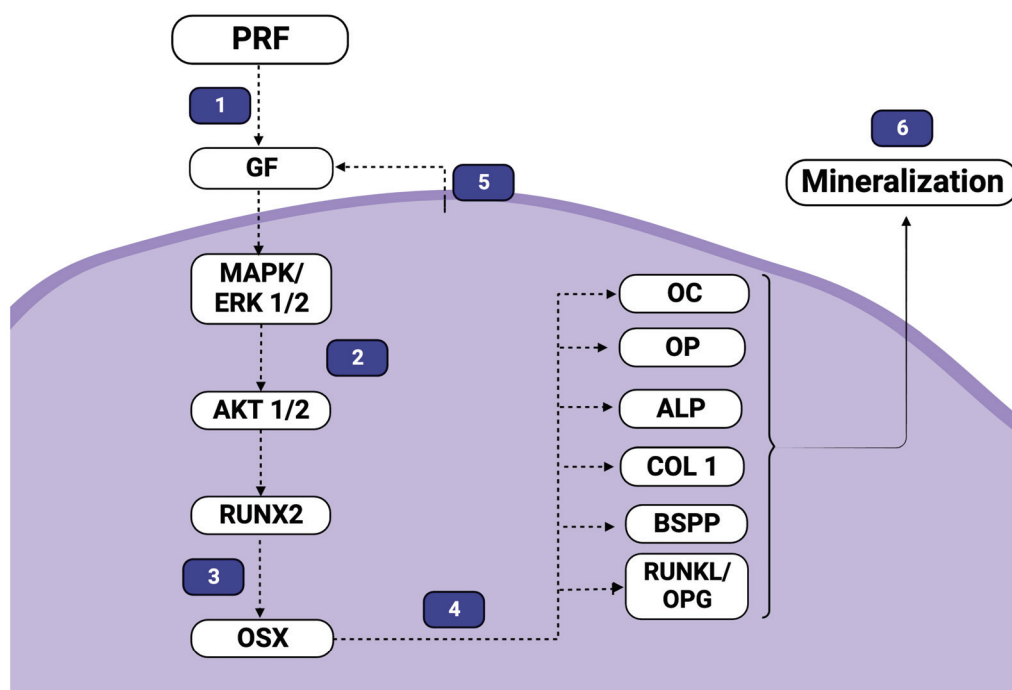 PRF
1
GF
5
6
Mineralization
MAPK/
ERK 1/2
2
AKT 1/2
RUNX2
3
OSX
4
OC
OP
ALP
COL 1
BSPP
RUNKL/
OPG